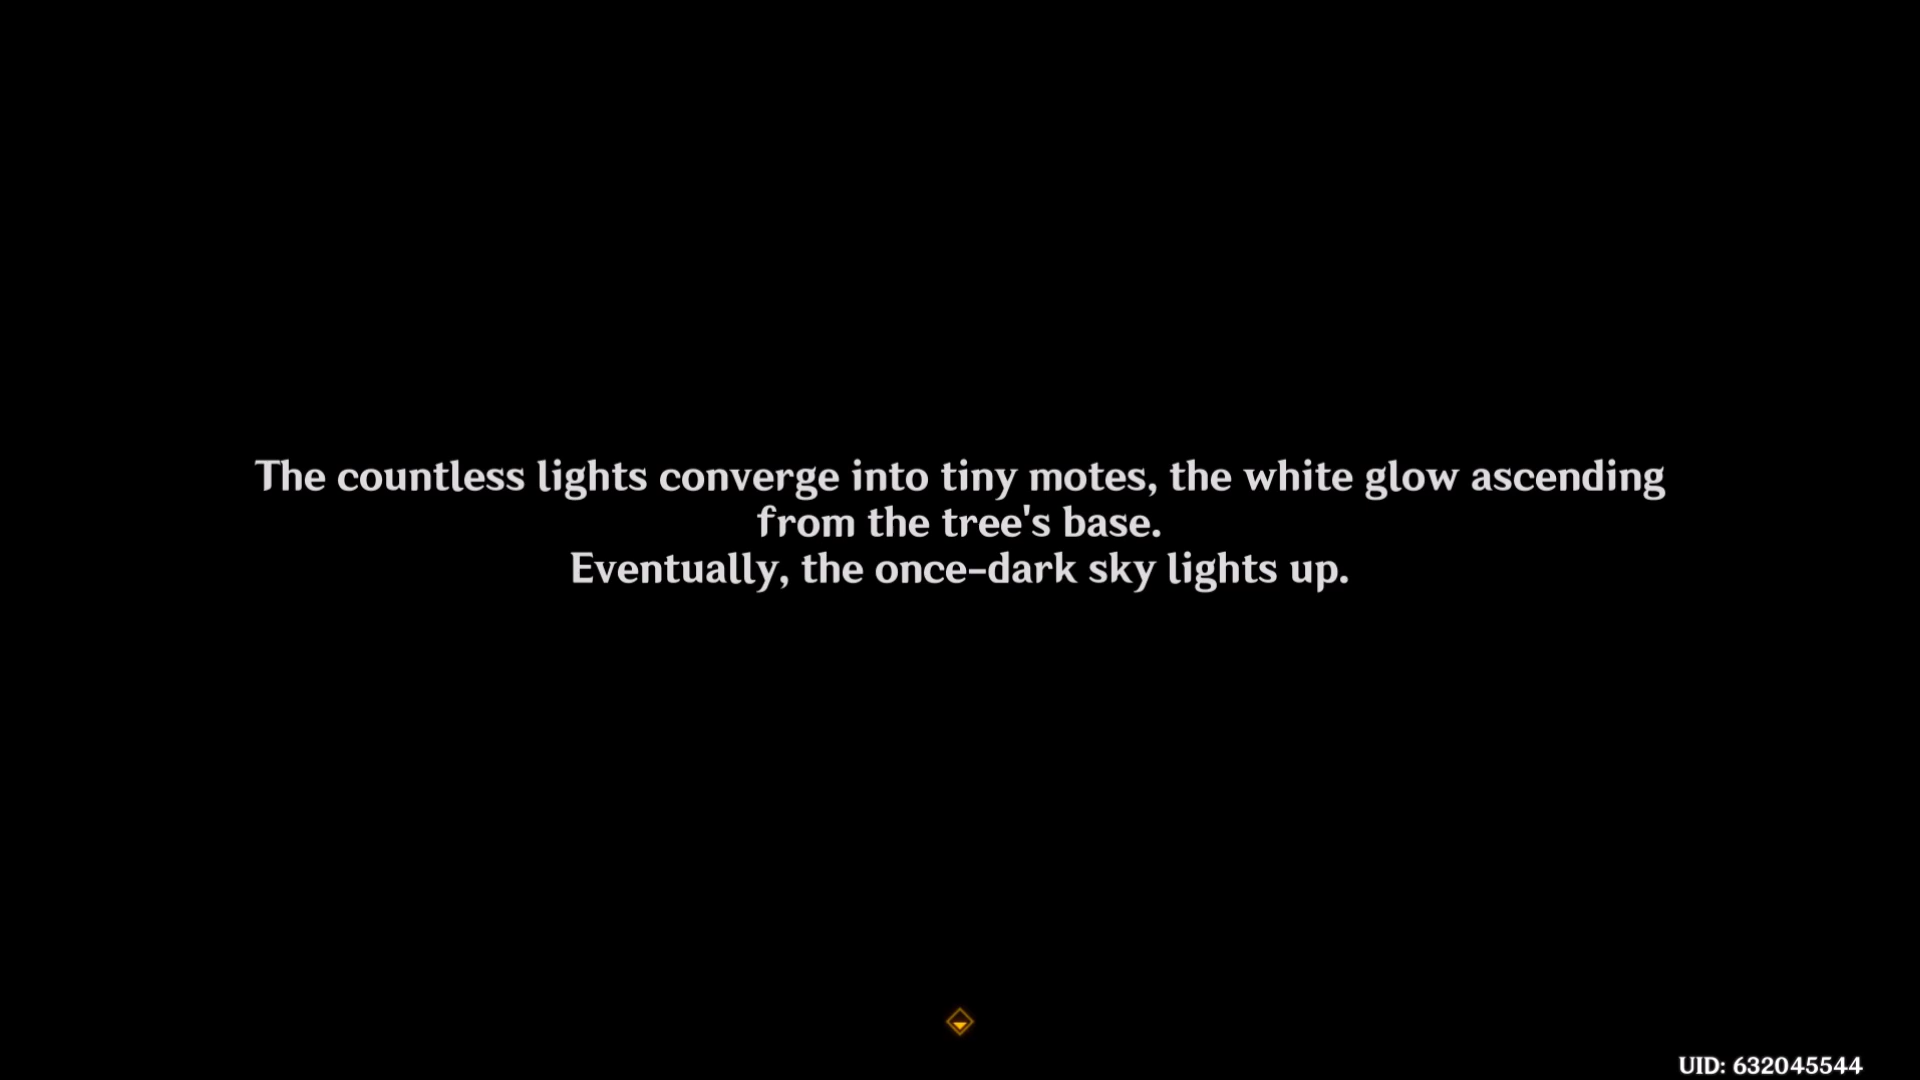 The countless lights converge into tiny motes, the white glow ascending
from the tree's base.
Eventually, the once-dark sky lights up.
UID: 632045544